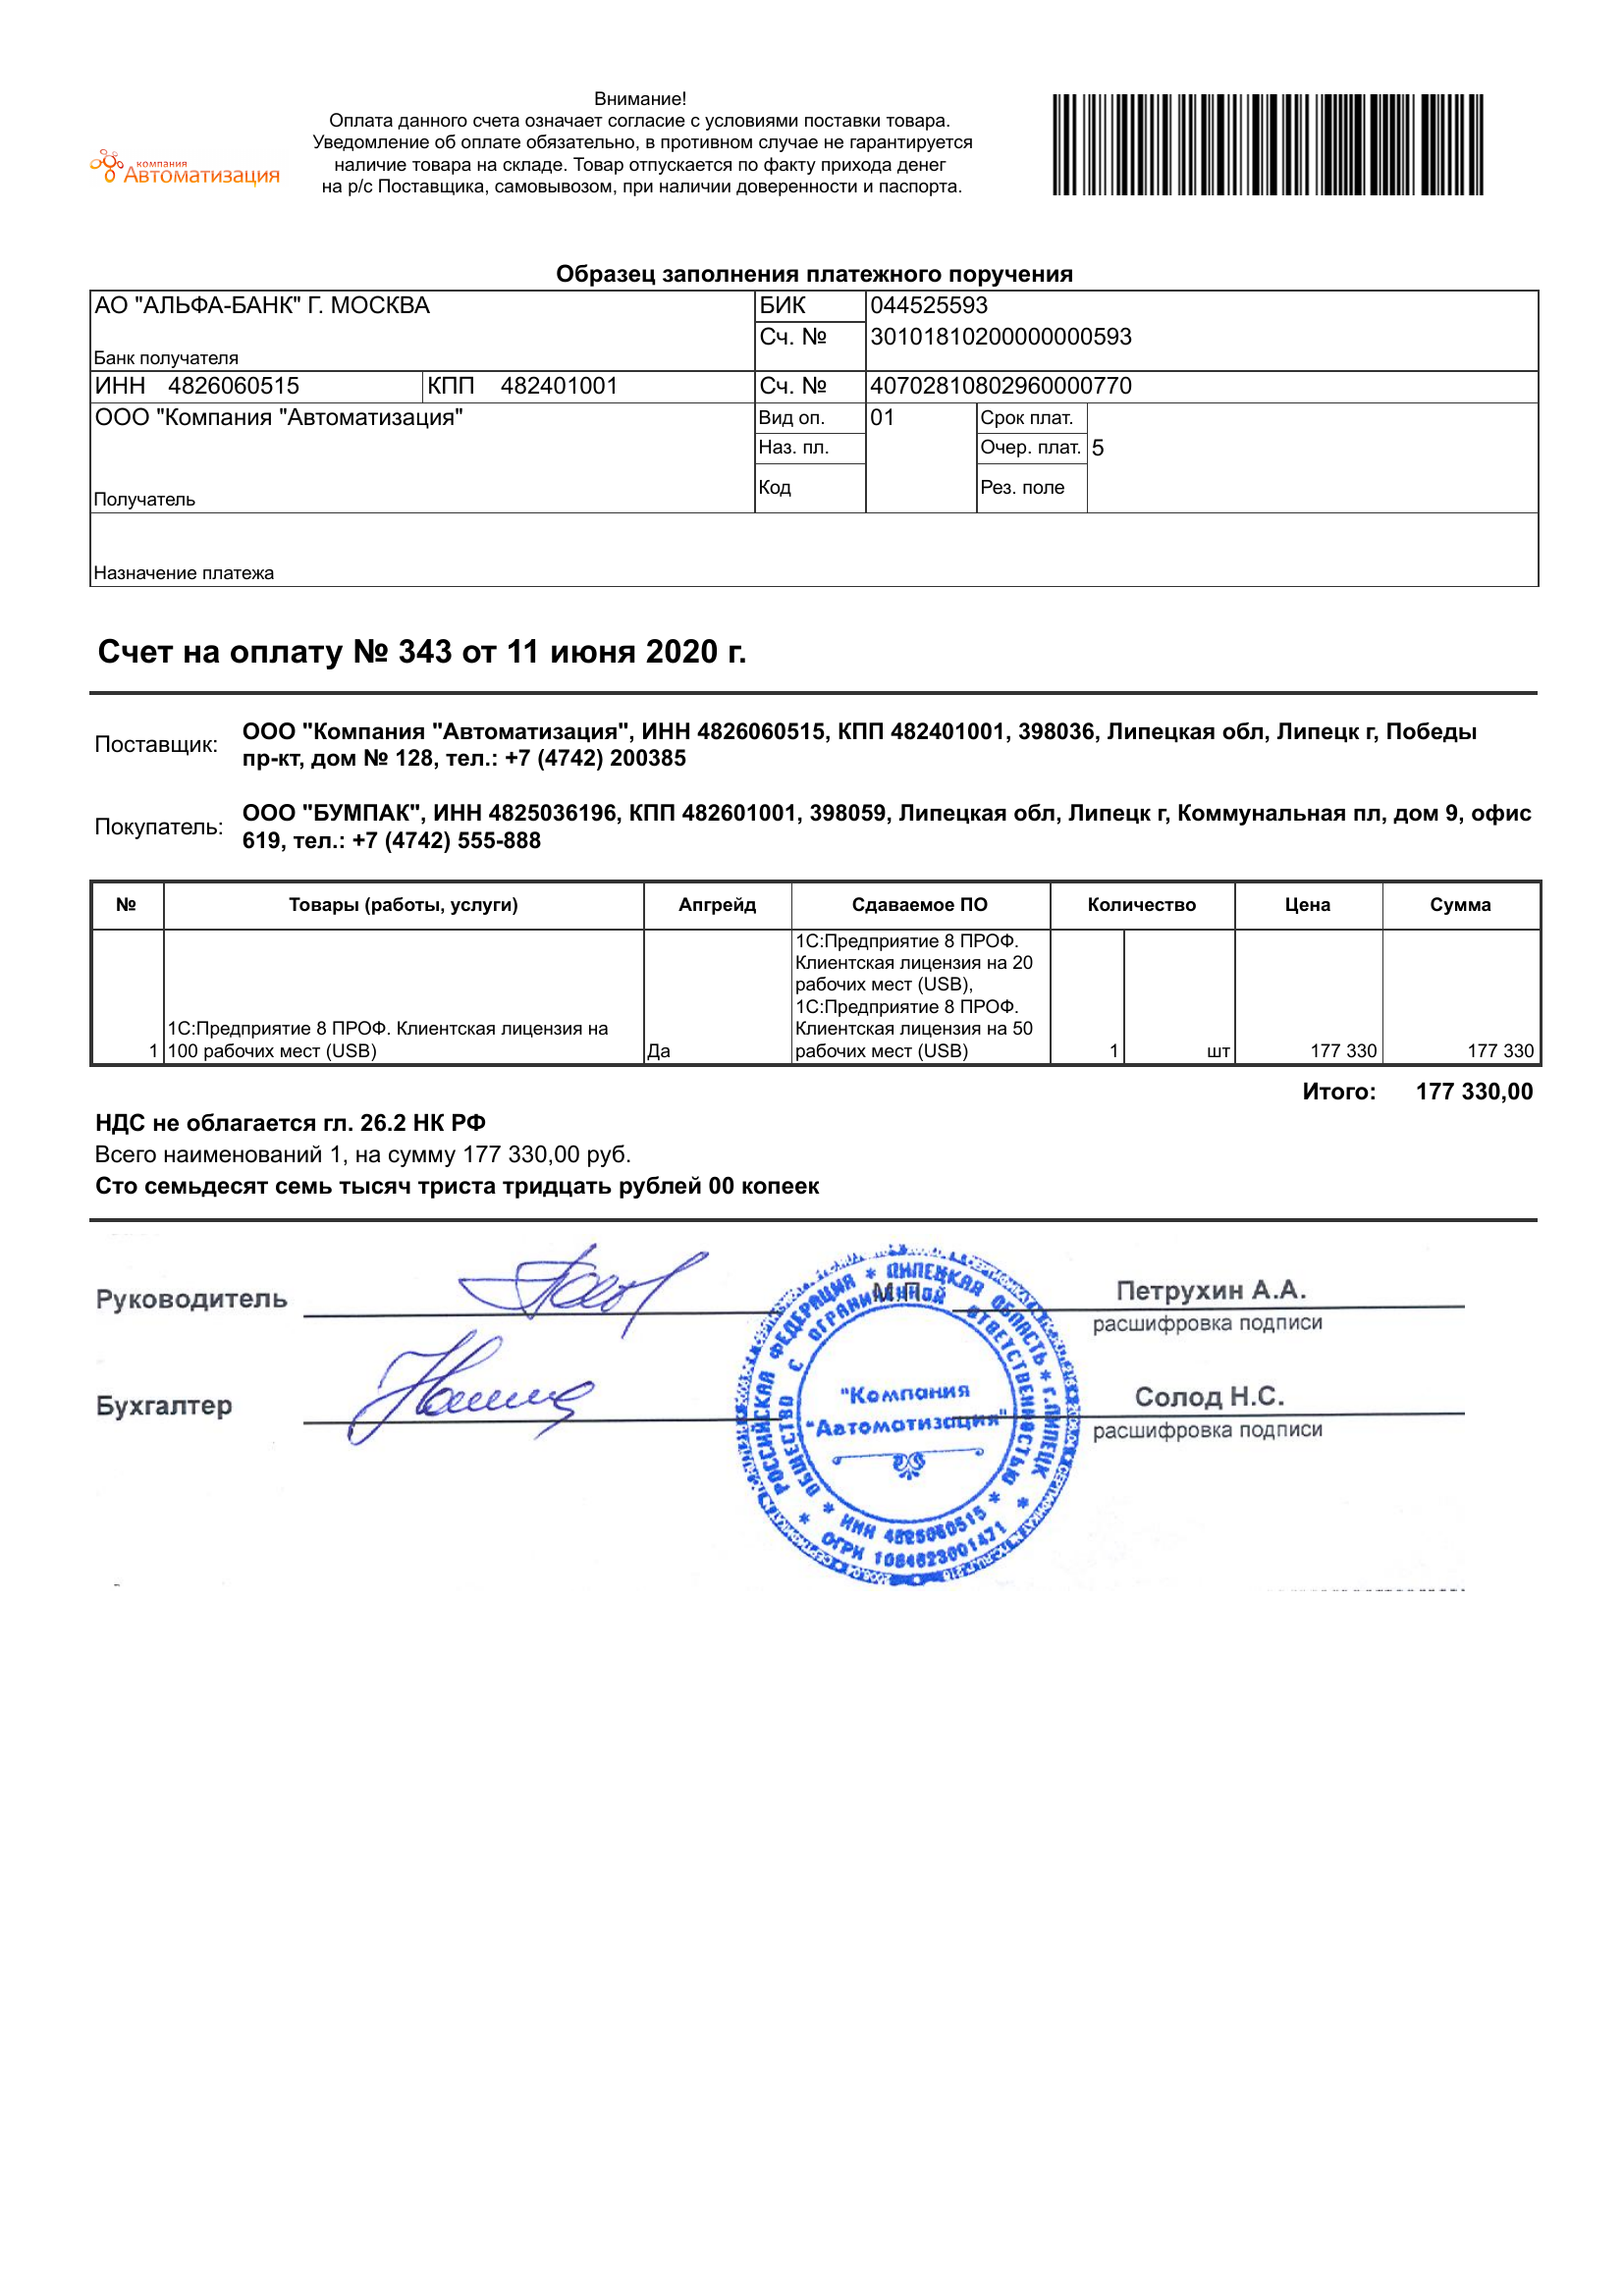 компания
Автоматизация
Внимание!
Оплата данного счета означает согласие с условиями поставки товара.
Уведомление об оплате обязательно, в противном случае не гарантируется
наличие товара на складе. Товар отпускается по факту прихода денег
на р/с Поставщика, самовывозом, при наличии доверенности и паспорта.
Образец заполнения платежного поручения
АО "АЛЬФА-БАНК" Г. МОСКВА БИК 044525593
Сч. № 30101810200000000593
Банк получателя
ИНН 4826060515 КПП 482401001 Сч. № 40702810802960000770
ООО "Компания "Автоматизация" Вид оп. 01 Срок плат.
Наз. пл. Очер. плат. 5
Получатель Код Рез. поле
Назначение платежа
Счет на оплату № 343 от 11 июня 2020 г.
Поставщик: ООО "Компания "Автоматизация", ИНН 4826060515, КПП 482401001, 398036, Липецкая обл, Липецк г, Победы
пр-кт, дом № 128, тел.: +7 (4742) 200385
Покупатель: ООО "БУМПАК", ИНН 4825036196, КПП 482601001, 398059, Липецкая обл, Липецк г, Коммунальная пл, дом 9, офис
619, тел.: +7 (4742) 555-888
№ Товары (работы, услуги) Апгрейд Сдаваемое ПО Количество Цена Сумма
1С:Предприятие 8 ПРОФ.
Клиентская лицензия на 20
рабочих мест (USB),
1С:Предприятие 8 ПРОФ.
1С:Предприятие 8 ПРОФ. Клиентская лицензия на Клиентская лицензия на 50
1 100 рабочих мест (USB) Да рабочих мест (USB) 1 шт 177 330 177 330
Итого: 177 330,00
НДС не облагается гл. 26.2 НК РФ
Всего наименований 1, на сумму 177 330,00 руб.
Сто семьдесят семь тысяч триста тридцать рублей 00 копеек
Руководитель М.П. Петрухин А.А.
расшифровка подписи
Бухгалтер Солод Н.С.
расшифровка подписи
РОССИЙСКАЯ ФЕДЕРАЦИЯ * ЛИПЕЦКАЯ ОБЛАСТЬ * г.ЛИПЕЦК *
ОБЩЕСТВО С ОГРАНИЧЕННОЙ ОТВЕТСТВЕННОСТЬЮ *
"Компания
"Автоматизация"